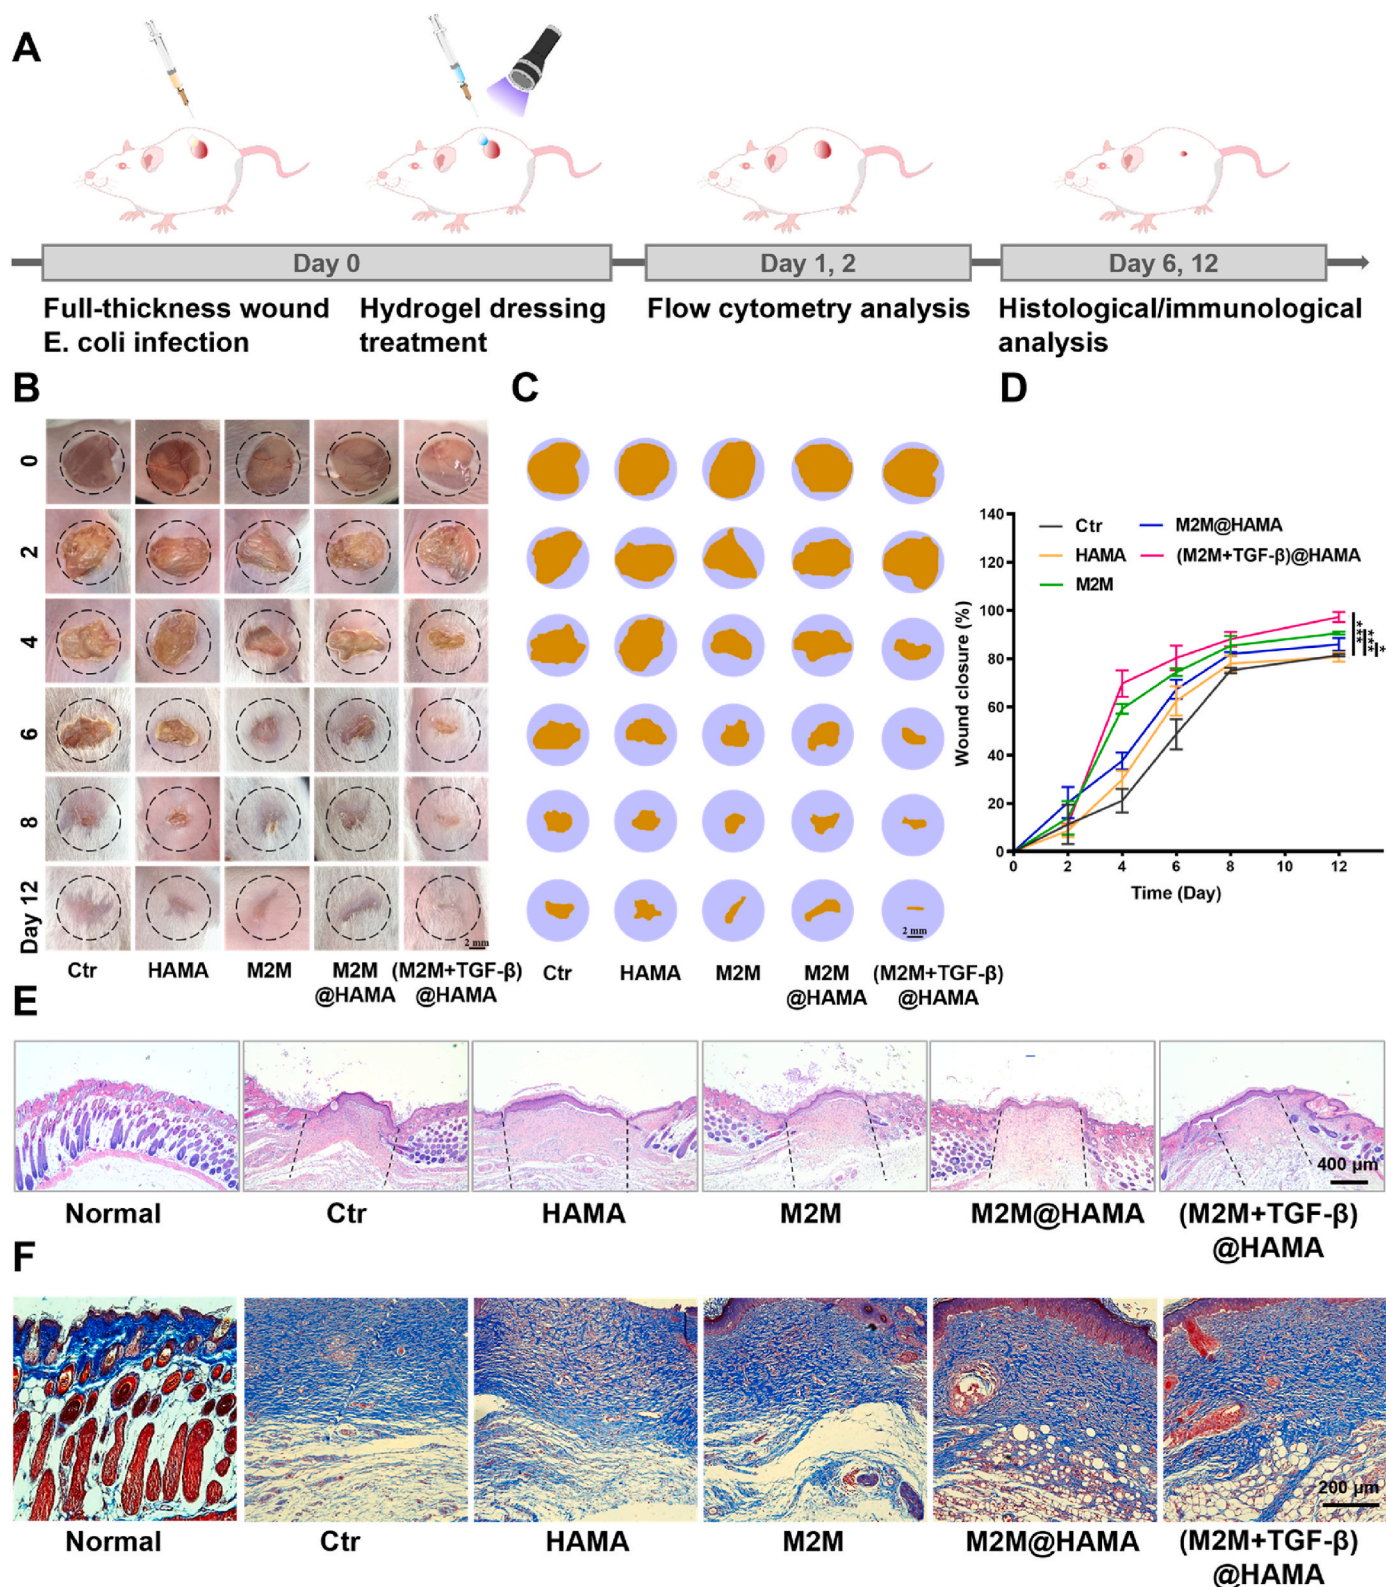 A
Day 0
Day 1, 2
Day 6, 12
Full-thickness wound
E. coli infection
Hydrogel dressing
treatment
Flow cytometry analysis
Histological/immunological
analysis
B
0
2
4
6
8
Day 12
2 mm
Ctr
HAMA
M2M
M2M
@HAMA
(M2M+TGF-β)
@HAMA
C
2 mm
Ctr
HAMA
M2M
M2M
@HAMA
(M2M+TGF-β)
@HAMA
D
Ctr
HAMA
M2M
M2M@HAMA
(M2M+TGF-β)@HAMA
Wound closure (%)
140
120
100
80
60
40
20
0
0
2
4
6
8
10
12
Time (Day)
***
***
*
E
400 μm
Normal
Ctr
HAMA
M2M
M2M@HAMA
(M2M+TGF-β)
@HAMA
F
200 μm
Normal
Ctr
HAMA
M2M
M2M@HAMA
(M2M+TGF-β)
@HAMA